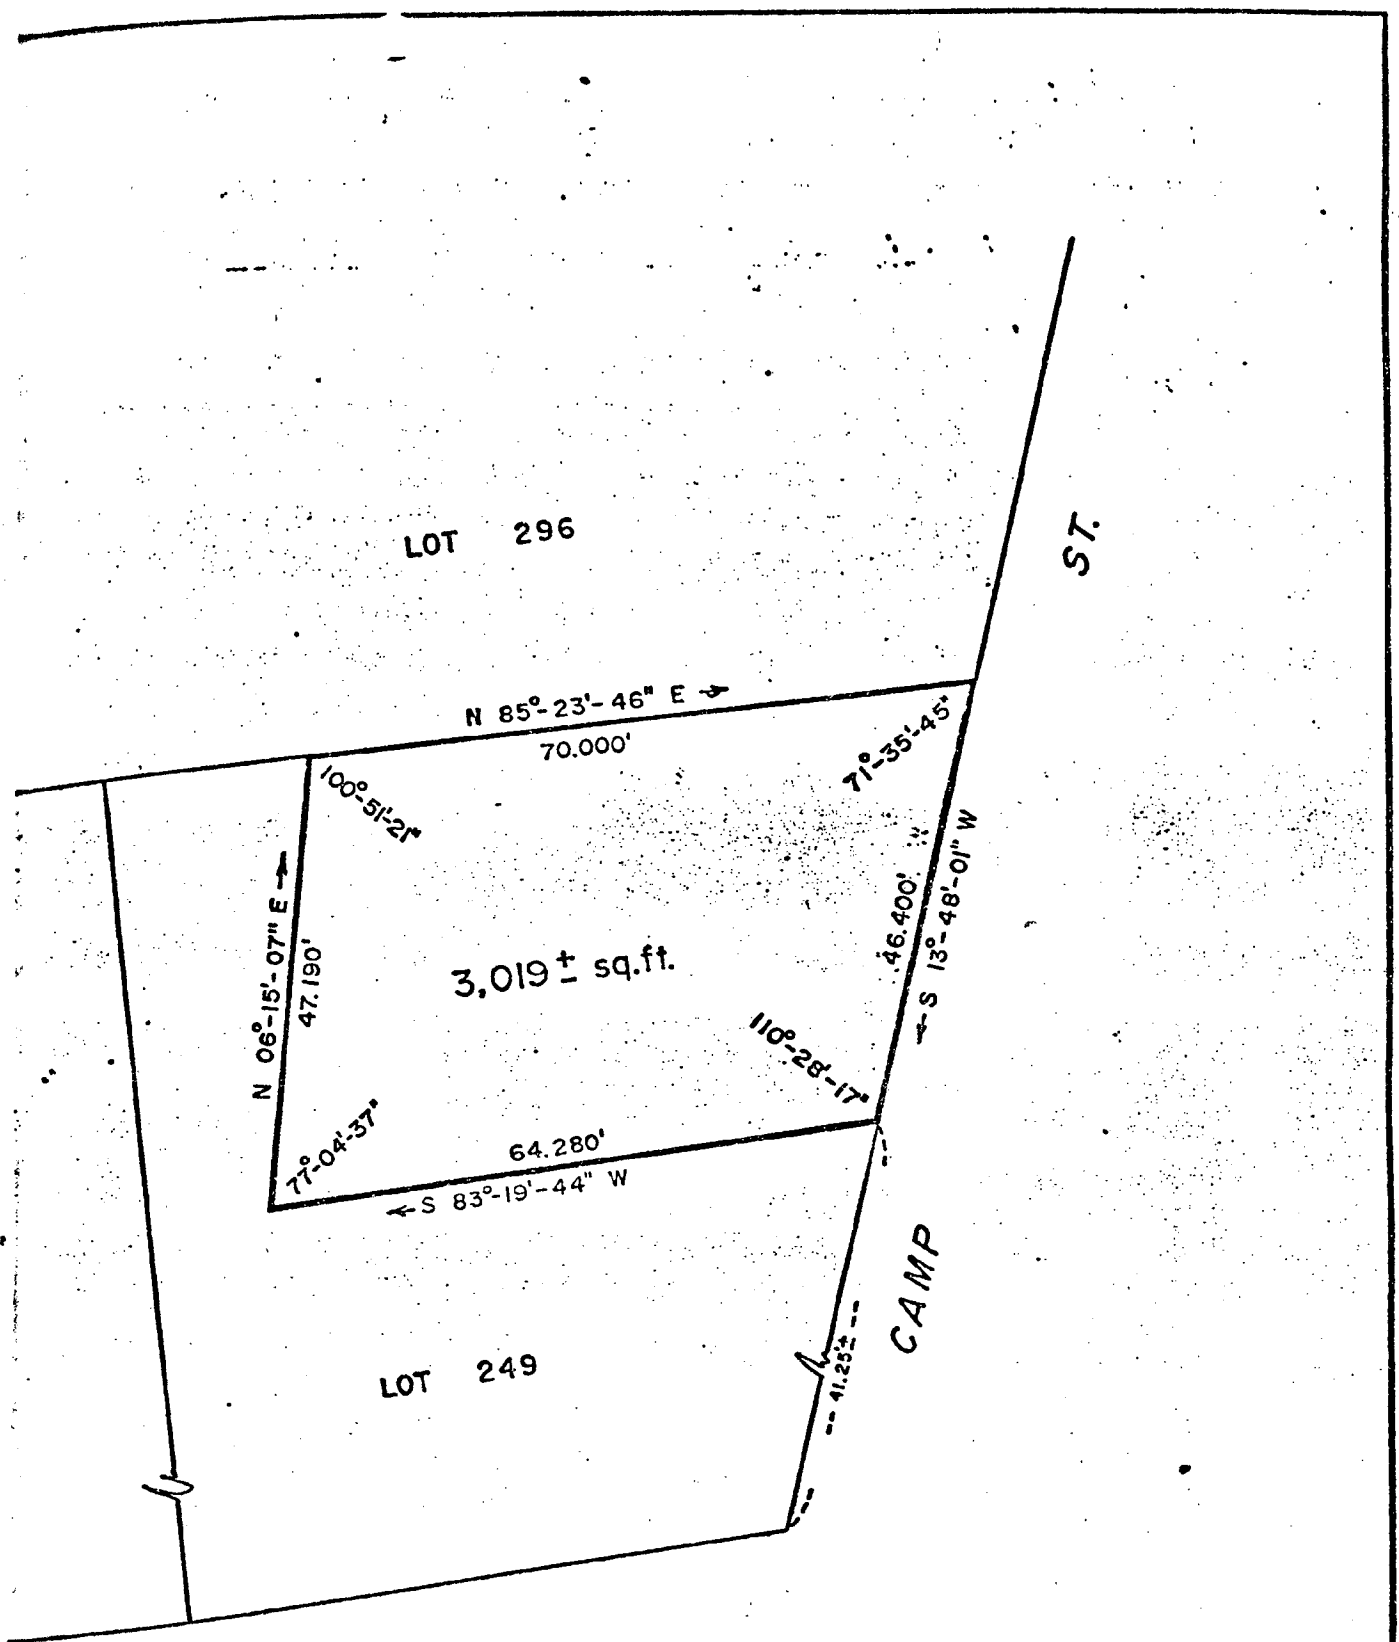 LOT 296
ST.
N 85°-23'-46" E →
70.000'
71°-35'-45"
100°-51'-21"
N 06°-15'-07" E →
47.190'
3,019 ± sq.ft.
46.400'
← S 13°-48'-01" W
110°-28'-17"
77°-04'-37"
64.280'
← S 83°-19'-44" W
CAMP
41.25'±
LOT 249